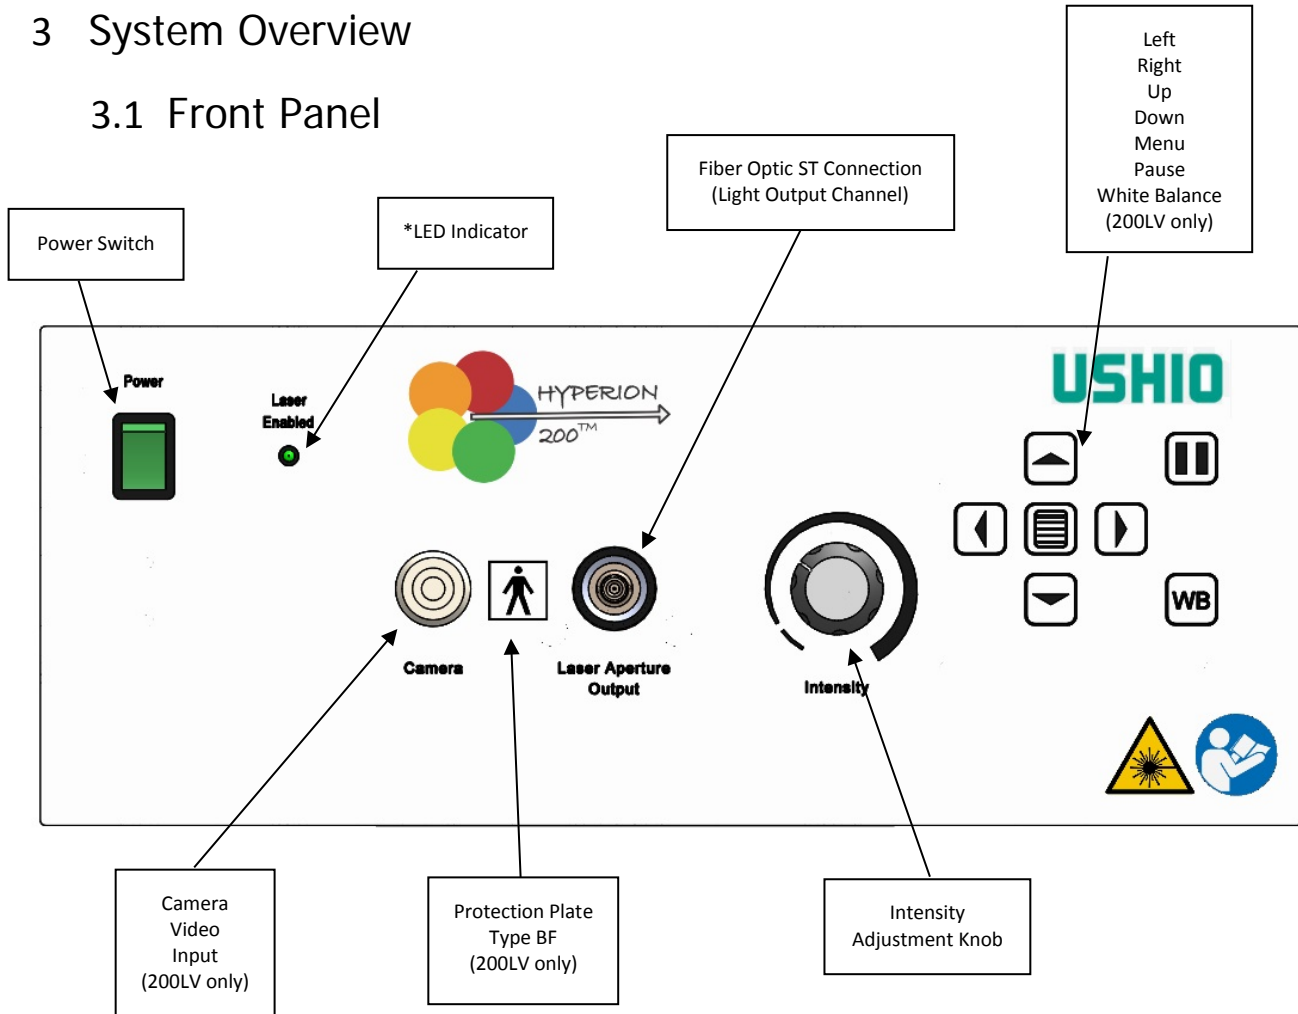 3 System Overview
3.1 Front Panel
Left
Right
Up
Down
Menu
Pause
White Balance
(200LV only)
Fiber Optic ST Connection
(Light Output Channel)
*LED Indicator
Power Switch
Power
Laser
Enabled
HYPERION
200™
USHIO
WB
Camera
Laser Aperture
Output
Intensity
Camera
Video
Input
(200LV only)
Protection Plate
Type BF
(200LV only)
Intensity
Adjustment Knob